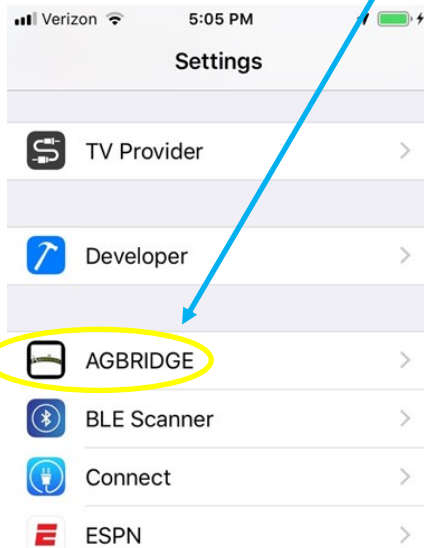 Verizon 5:05 PM
Settings
TV Provider
Developer
AGBRIDGE
BLE Scanner
Connect
ESPN